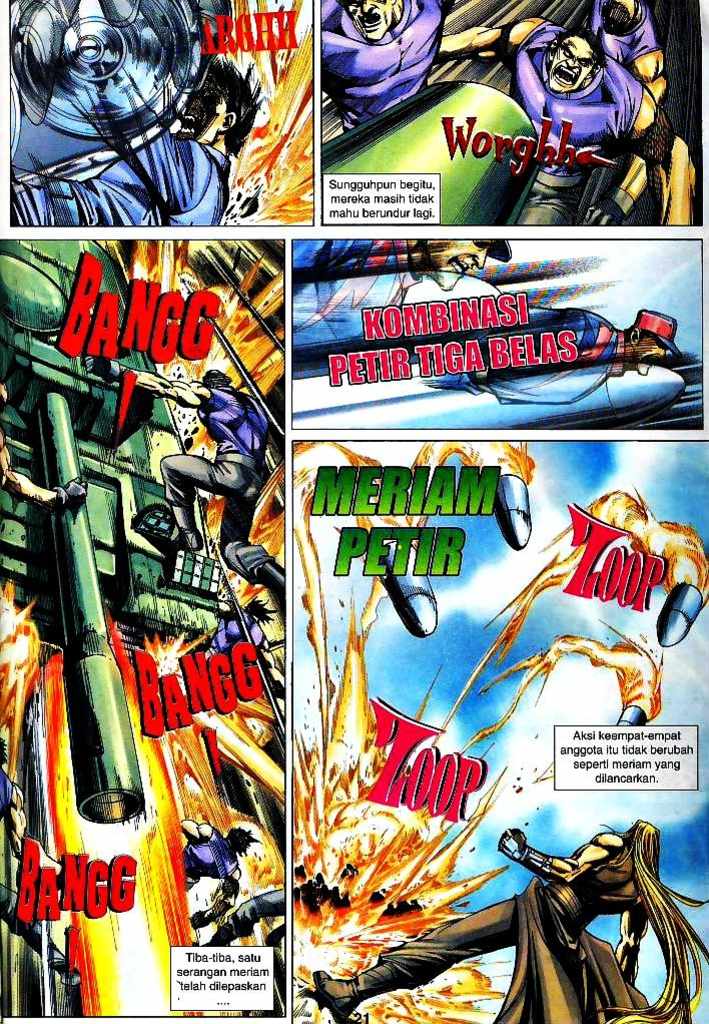 ARGHH
Worghhh
Sungguhpun begitu,
mereka masih tidak
mahu berundur lagi.
BANGG
!
BANGG
!
BANGG
!
Tiba-tiba, satu
serangan meriam
telah dilepaskan
....
KOMBINASI
PETIR TIGA BELAS
MERIAM
PETIR
ZOOP
ZOOP
Aksi keempat-empat
anggota itu tidak berubah
seperti meriam yang
dilancarkan.